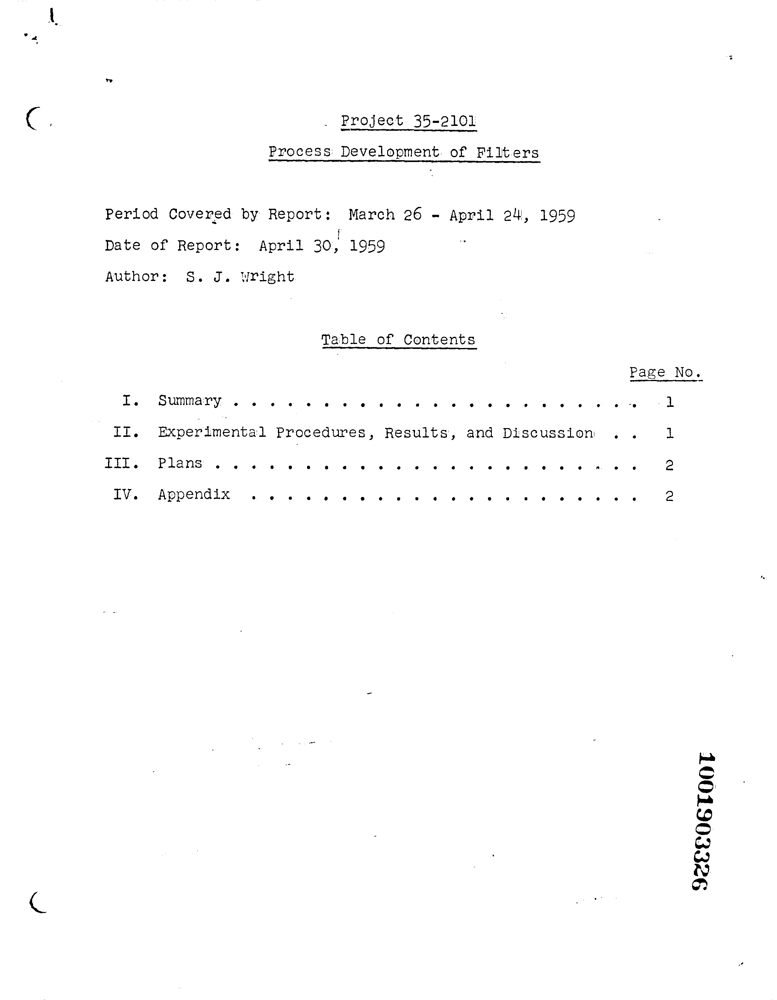 Project 35-2101
Process Development of Filters
Period Covered by Report: March 26 - April 24, 1959
Date of Report: April 30, 1959
Author: S. J. Wright
Table of Contents
Page No.
I. Summary . . . . . . . . . . . . . . . . . . . . . . . 1
II. Experimental Procedures, Results, and Discussion . . 1
III. Plans . . . . . . . . . . . . . . . . . . . . . . . . 2
IV. Appendix . . . . . . . . . . . . . . . . . . . . . . 2
1001903326